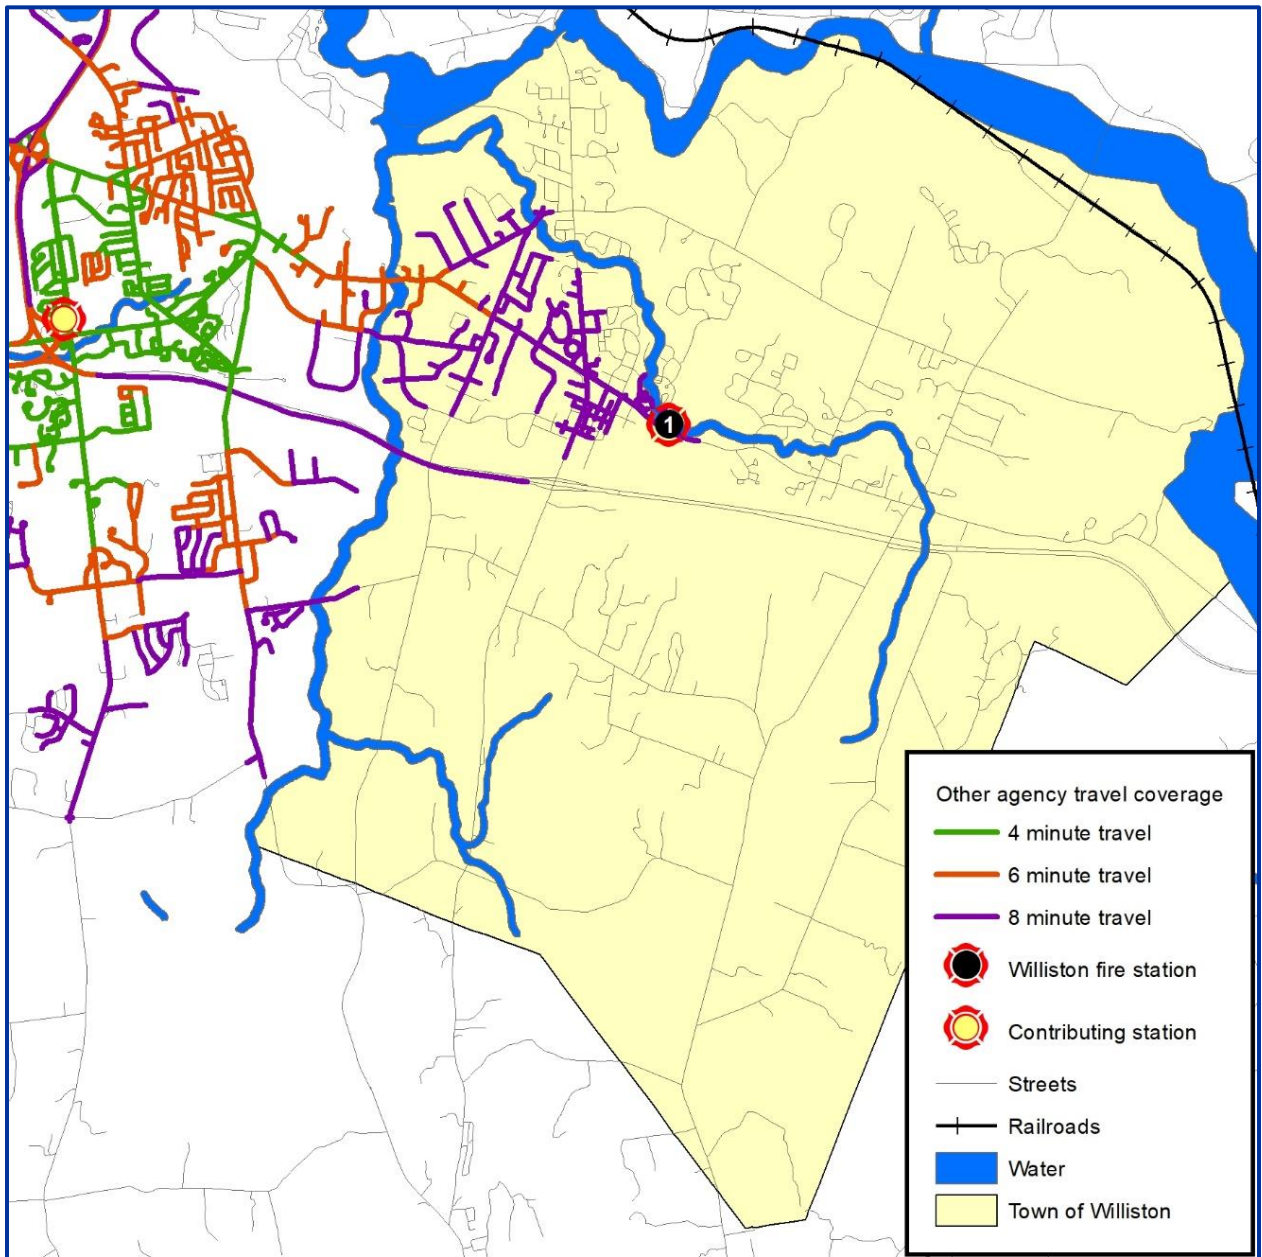 1
Other agency travel coverage
4 minute travel
6 minute travel
8 minute travel
Williston fire station
Contributing station
Streets
Railroads
Water
Town of Williston